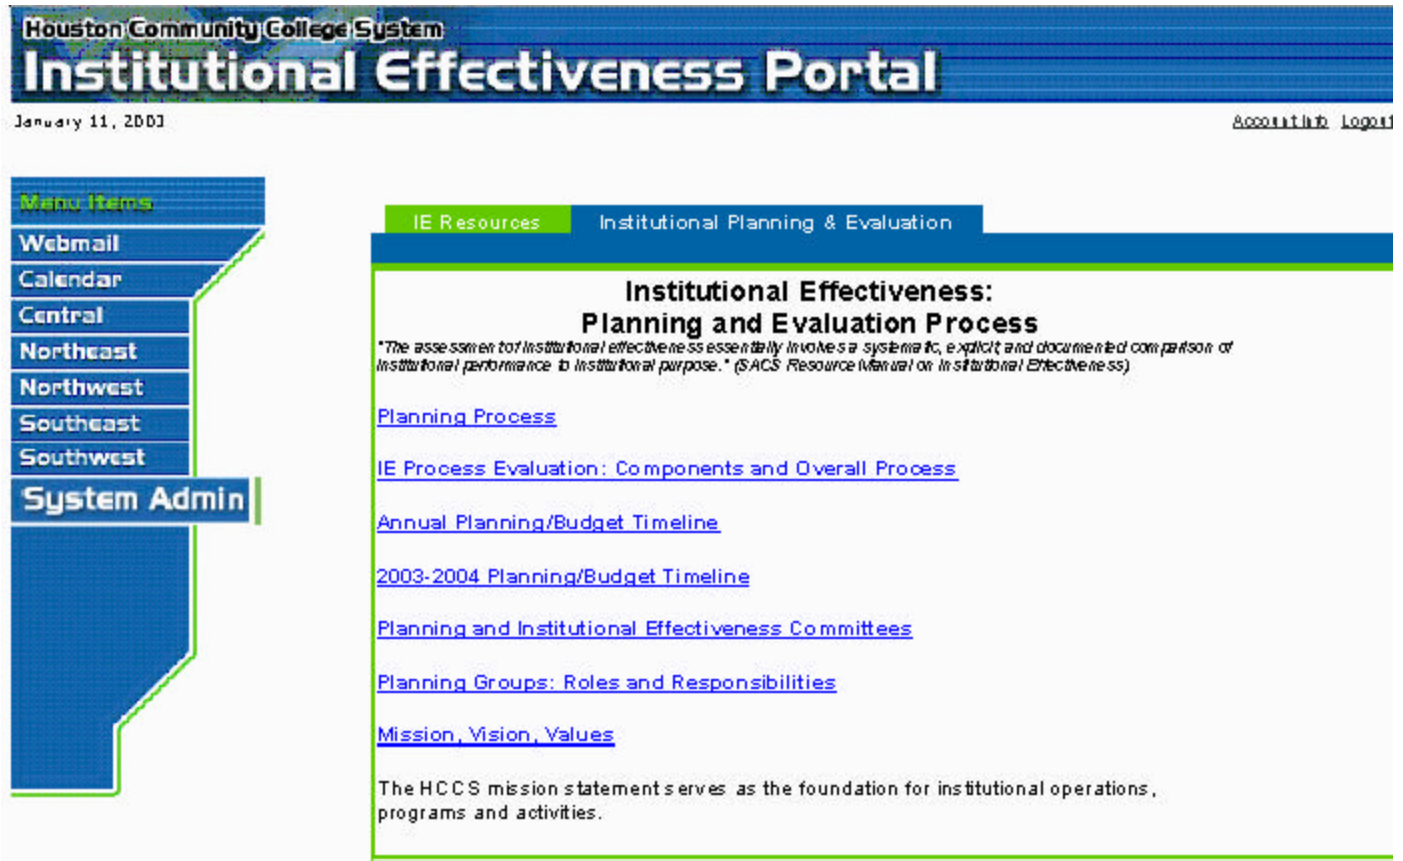 Houston Community College System
Institutional Effectiveness Portal
January 11, 2003
Account Info Logout
Menu Items
Webmail
Calendar
Central
Northeast
Northwest
Southeast
Southwest
System Admin
IE Resources
Institutional Planning & Evaluation
Institutional Effectiveness:
Planning and Evaluation Process
"The assessment of institutional effectiveness essentially involves a systematic, explicit, and documented comparison of
institutional performance to institutional purpose." (SACS Resource Manual on Institutional Effectiveness)
Planning Process
IE Process Evaluation: Components and Overall Process
Annual Planning/Budget Timeline
2003-2004 Planning/Budget Timeline
Planning and Institutional Effectiveness Committees
Planning Groups: Roles and Responsibilities
Mission, Vision, Values
The HCCS mission statement serves as the foundation for institutional operations,
programs and activities.